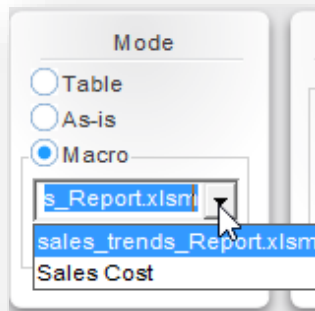 Mode
Table
As-is
Macro
s_Report.xlsm
sales_trends_Report.xlsm
Sales Cost